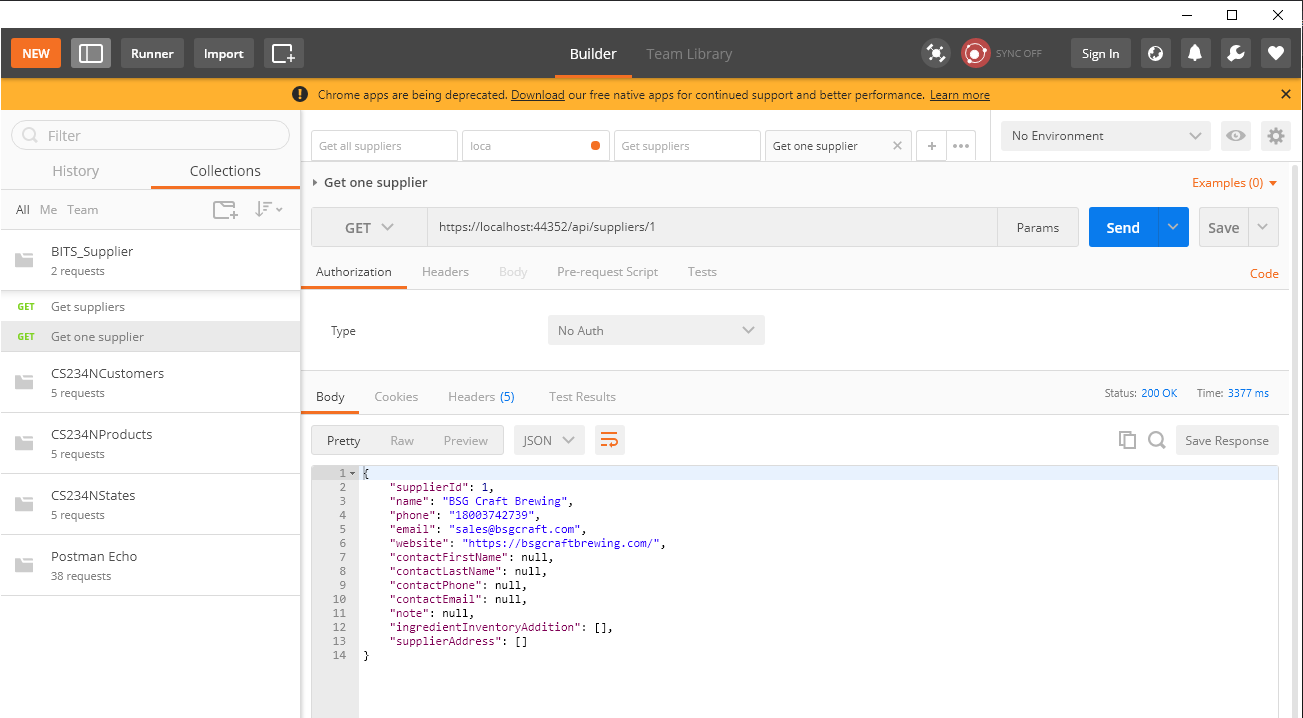 NEW Runner Import Builder Team Library SYNC OFF Sign In
Chrome apps are being deprecated. Download our free native apps for continued support and better performance. Learn more
Filter
History Collections
All Me Team
BITS_Supplier
2 requests
GET Get suppliers
GET Get one supplier
CS234NCustomers
5 requests
CS234NProducts
5 requests
CS234NStates
5 requests
Postman Echo
38 requests
Get all suppliers loca Get suppliers Get one supplier No Environment
Get one supplier Examples (0)
GET https://localhost:44352/api/suppliers/1 Params Send Save
Authorization Headers Body Pre-request Script Tests Code
Type No Auth
Body Cookies Headers (5) Test Results Status: 200 OK Time: 3377 ms
Pretty Raw Preview JSON Save Response
1 {
2 "supplierId": 1,
3 "name": "BSG Craft Brewing",
4 "phone": "18003742739",
5 "email": "sales@bsgcraft.com",
6 "website": "https://bsgcraftbrewing.com/",
7 "contactFirstName": null,
8 "contactLastName": null,
9 "contactPhone": null,
10 "contactEmail": null,
11 "note": null,
12 "ingredientInventoryAddition": [],
13 "supplierAddress": []
14 }